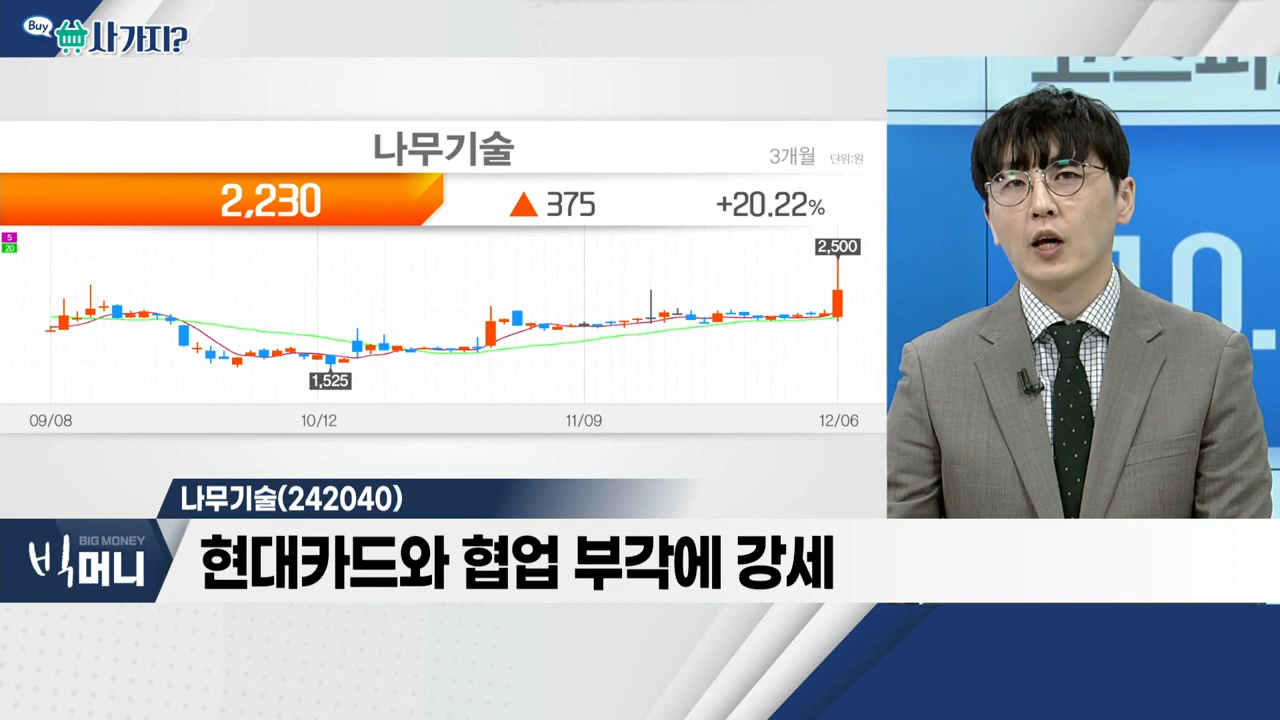 Buy 사가지?
나무기술
3개월 단위:원
2,230 ▲ 375 +20.22%
5
20
2,500
1,525
09/08 10/12 11/09 12/06
나무기술(242040)
BIG MONEY
빅머니
현대카드와 협업 부각에 강세